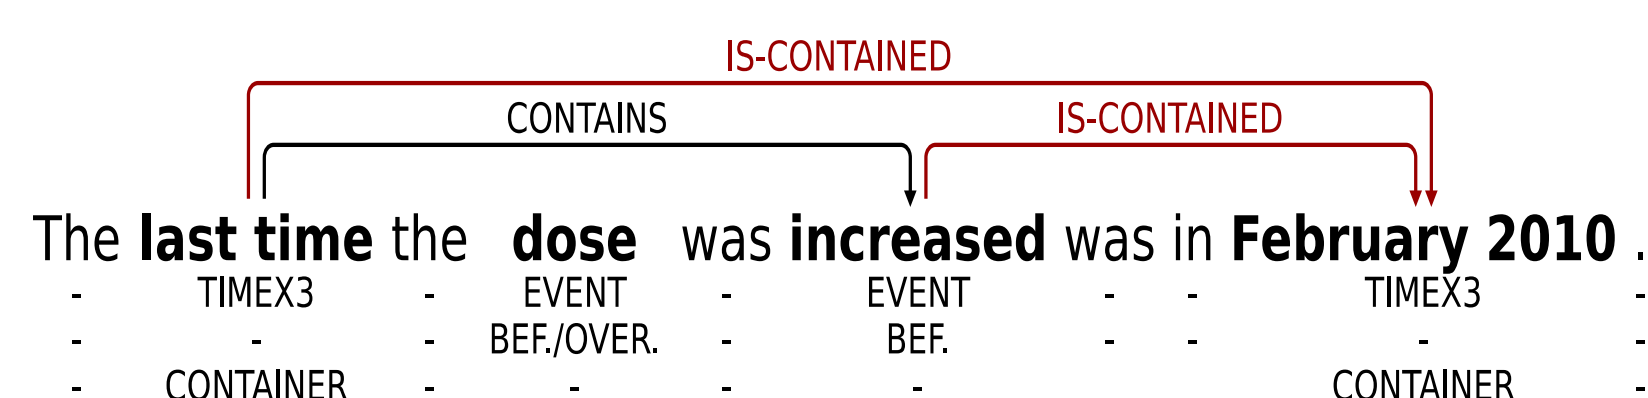 IS-CONTAINED
CONTAINS IS-CONTAINED
The last time the dose was increased was in February 2010 .
- TIMEX3 - EVENT - EVENT - - TIMEX3 -
- - - BEF./OVER. - BEF. - - - -
- CONTAINER - - - - CONTAINER -